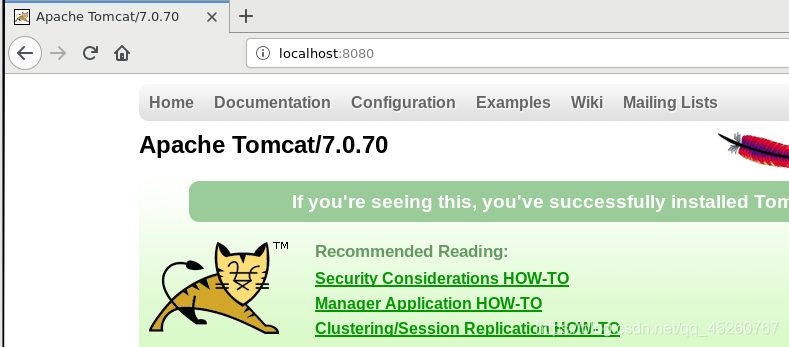 Apache Tomcat/7.0.70
localhost:8080
Home Documentation Configuration Examples Wiki Mailing Lists
Apache Tomcat/7.0.70
If you're seeing this, you've successfully installed Tom
TM
Recommended Reading:
Security Considerations HOW-TO
Manager Application HOW-TO
Clustering/Session Replication HOW-TO
https://blog.csdn.net/qq_45260767